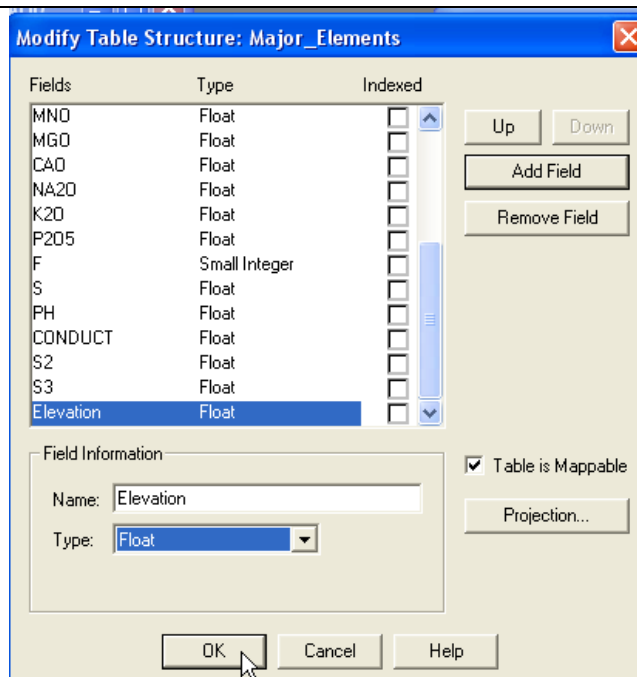 Modify Table Structure: Major_Elements
Fields Type Indexed
MNO Float
MGO Float
CAO Float
NA2O Float
K2O Float
P2O5 Float
F Small Integer
S Float
PH Float
CONDUCT Float
S2 Float
S3 Float
Elevation Float
Up Down
Add Field
Remove Field
Field Information
Name: Elevation
Type: Float
Table is Mappable
Projection...
OK Cancel Help